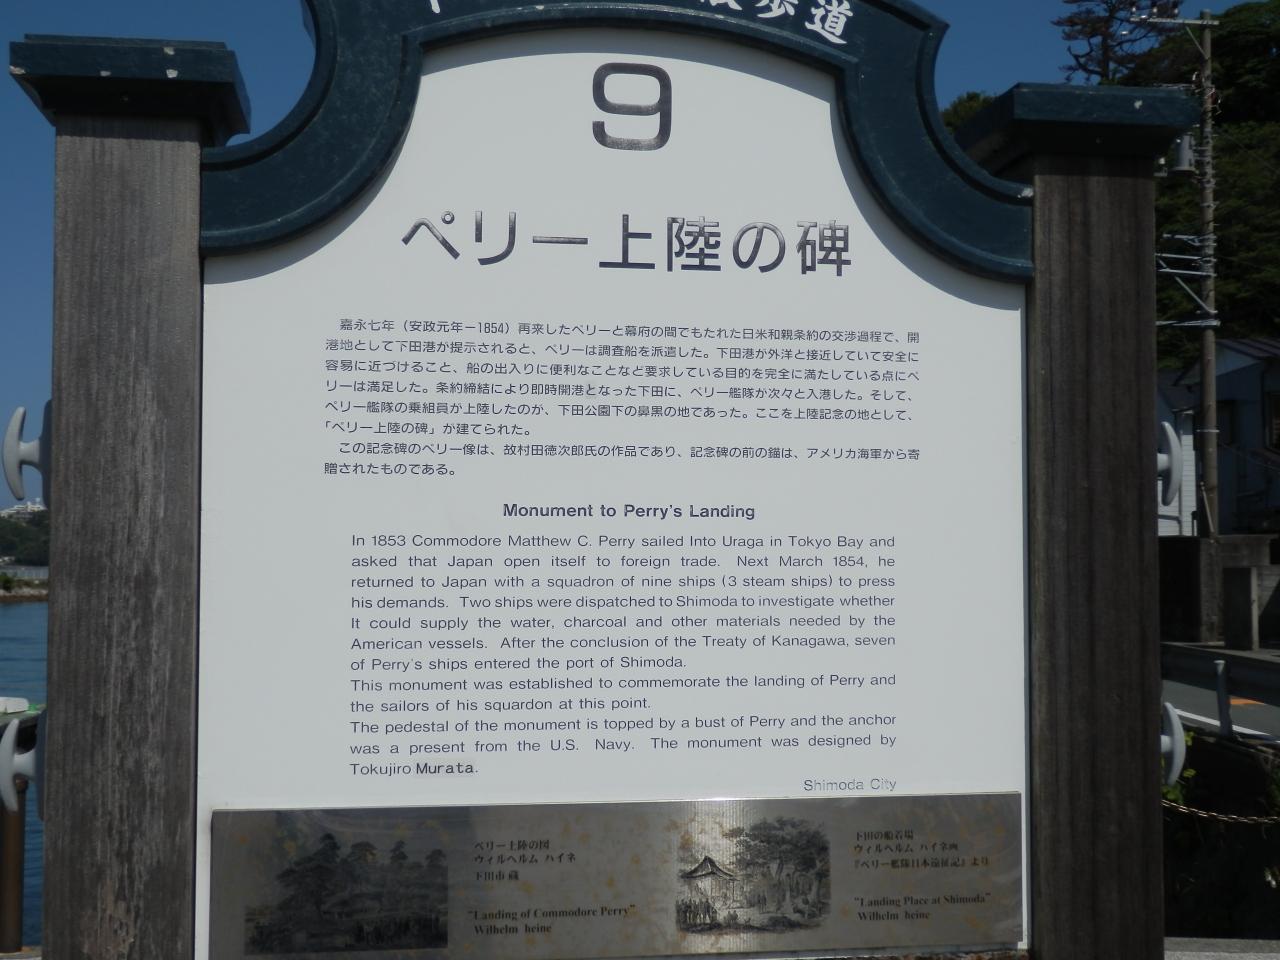 歩道
9
ペリー上陸の碑
嘉永七年（安政元年ー1854）再来したペリーと幕府の間でもたれた日米和親条約の交渉過程で、開
港地として下田港が提示されると、ペリーは調査船を派遣した。下田港が外洋と接近していて安全に
容易に近づけること、船の出入りに便利なことなど要求している目的を完全に満たしている点にペ
リーは満足した。条約締結により即時開港となった下田に、ペリー艦隊が次々と入港した。そして、
ペリー艦隊の乗組員が上陸したのが、下田公園下の鼻黒の地であった。ここを上陸記念の地として、
「ペリー上陸の碑」が建てられた。
この記念碑のペリー像は、故村田徳次郎氏の作品であり、記念碑の前の錨は、アメリカ海軍から寄
贈されたものである。
Monument to Perry's Landing
In 1853 Commodore Matthew C. Perry sailed Into Uraga in Tokyo Bay and
asked that Japan open itself to foreign trade. Next March 1854, he
returned to Japan with a squadron of nine ships (3 steam ships) to press
his demands. Two ships were dispatched to Shimoda to investigate whether
It could supply the water, charcoal and other materials needed by the
American vessels. After the conclusion of the Treaty of Kanagawa, seven
of Perry's ships entered the port of Shimoda.
This monument was established to commemorate the landing of Perry and
the sailors of his squardon at this point.
The pedestal of the monument is topped by a bust of Perry and the anchor
was a present from the U.S. Navy. The monument was designed by
Tokujiro Murata.
Shimoda City
ペリー上陸の図
ウィルヘルム ハイネ
下田市 蔵
"Landing of Commodore Perry"
Wilhelm heine
下田の船着場
ウィルヘルム ハイネ画
『ペリー艦隊日本遠征記』より
"Landing Place at Shimoda"
Wilhelm heine